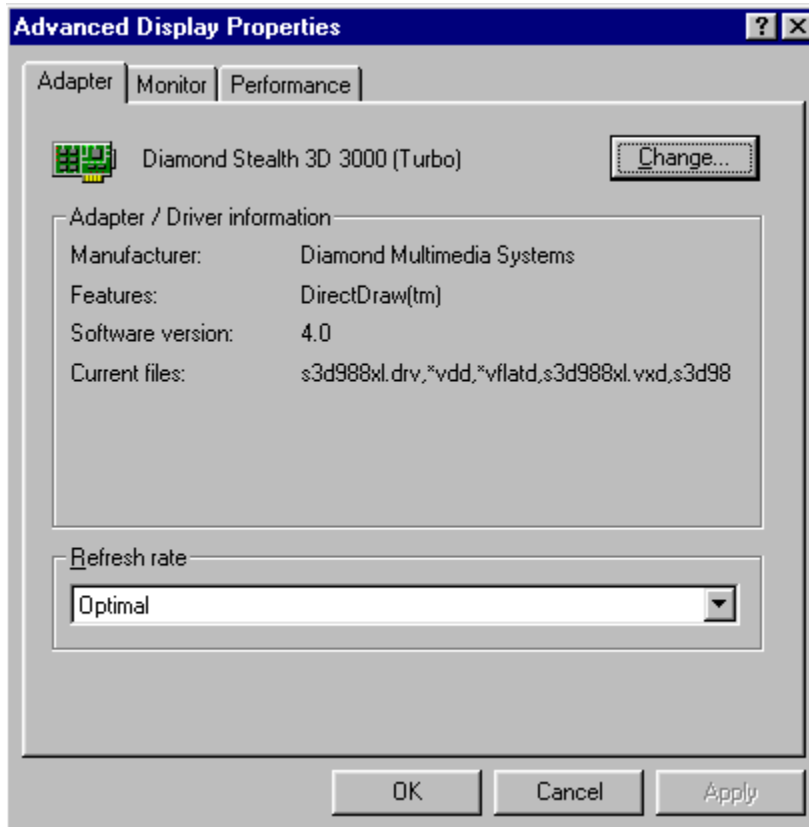 Advanced Display Properties
Adapter Monitor Performance
Diamond Stealth 3D 3000 (Turbo) Change...
Adapter / Driver information
Manufacturer: Diamond Multimedia Systems
Features: DirectDraw(tm)
Software version: 4.0
Current files: s3d988xl.drv,*vdd,*vflatd,s3d988xl.vxd,s3d98
Refresh rate
Optimal
OK Cancel Apply